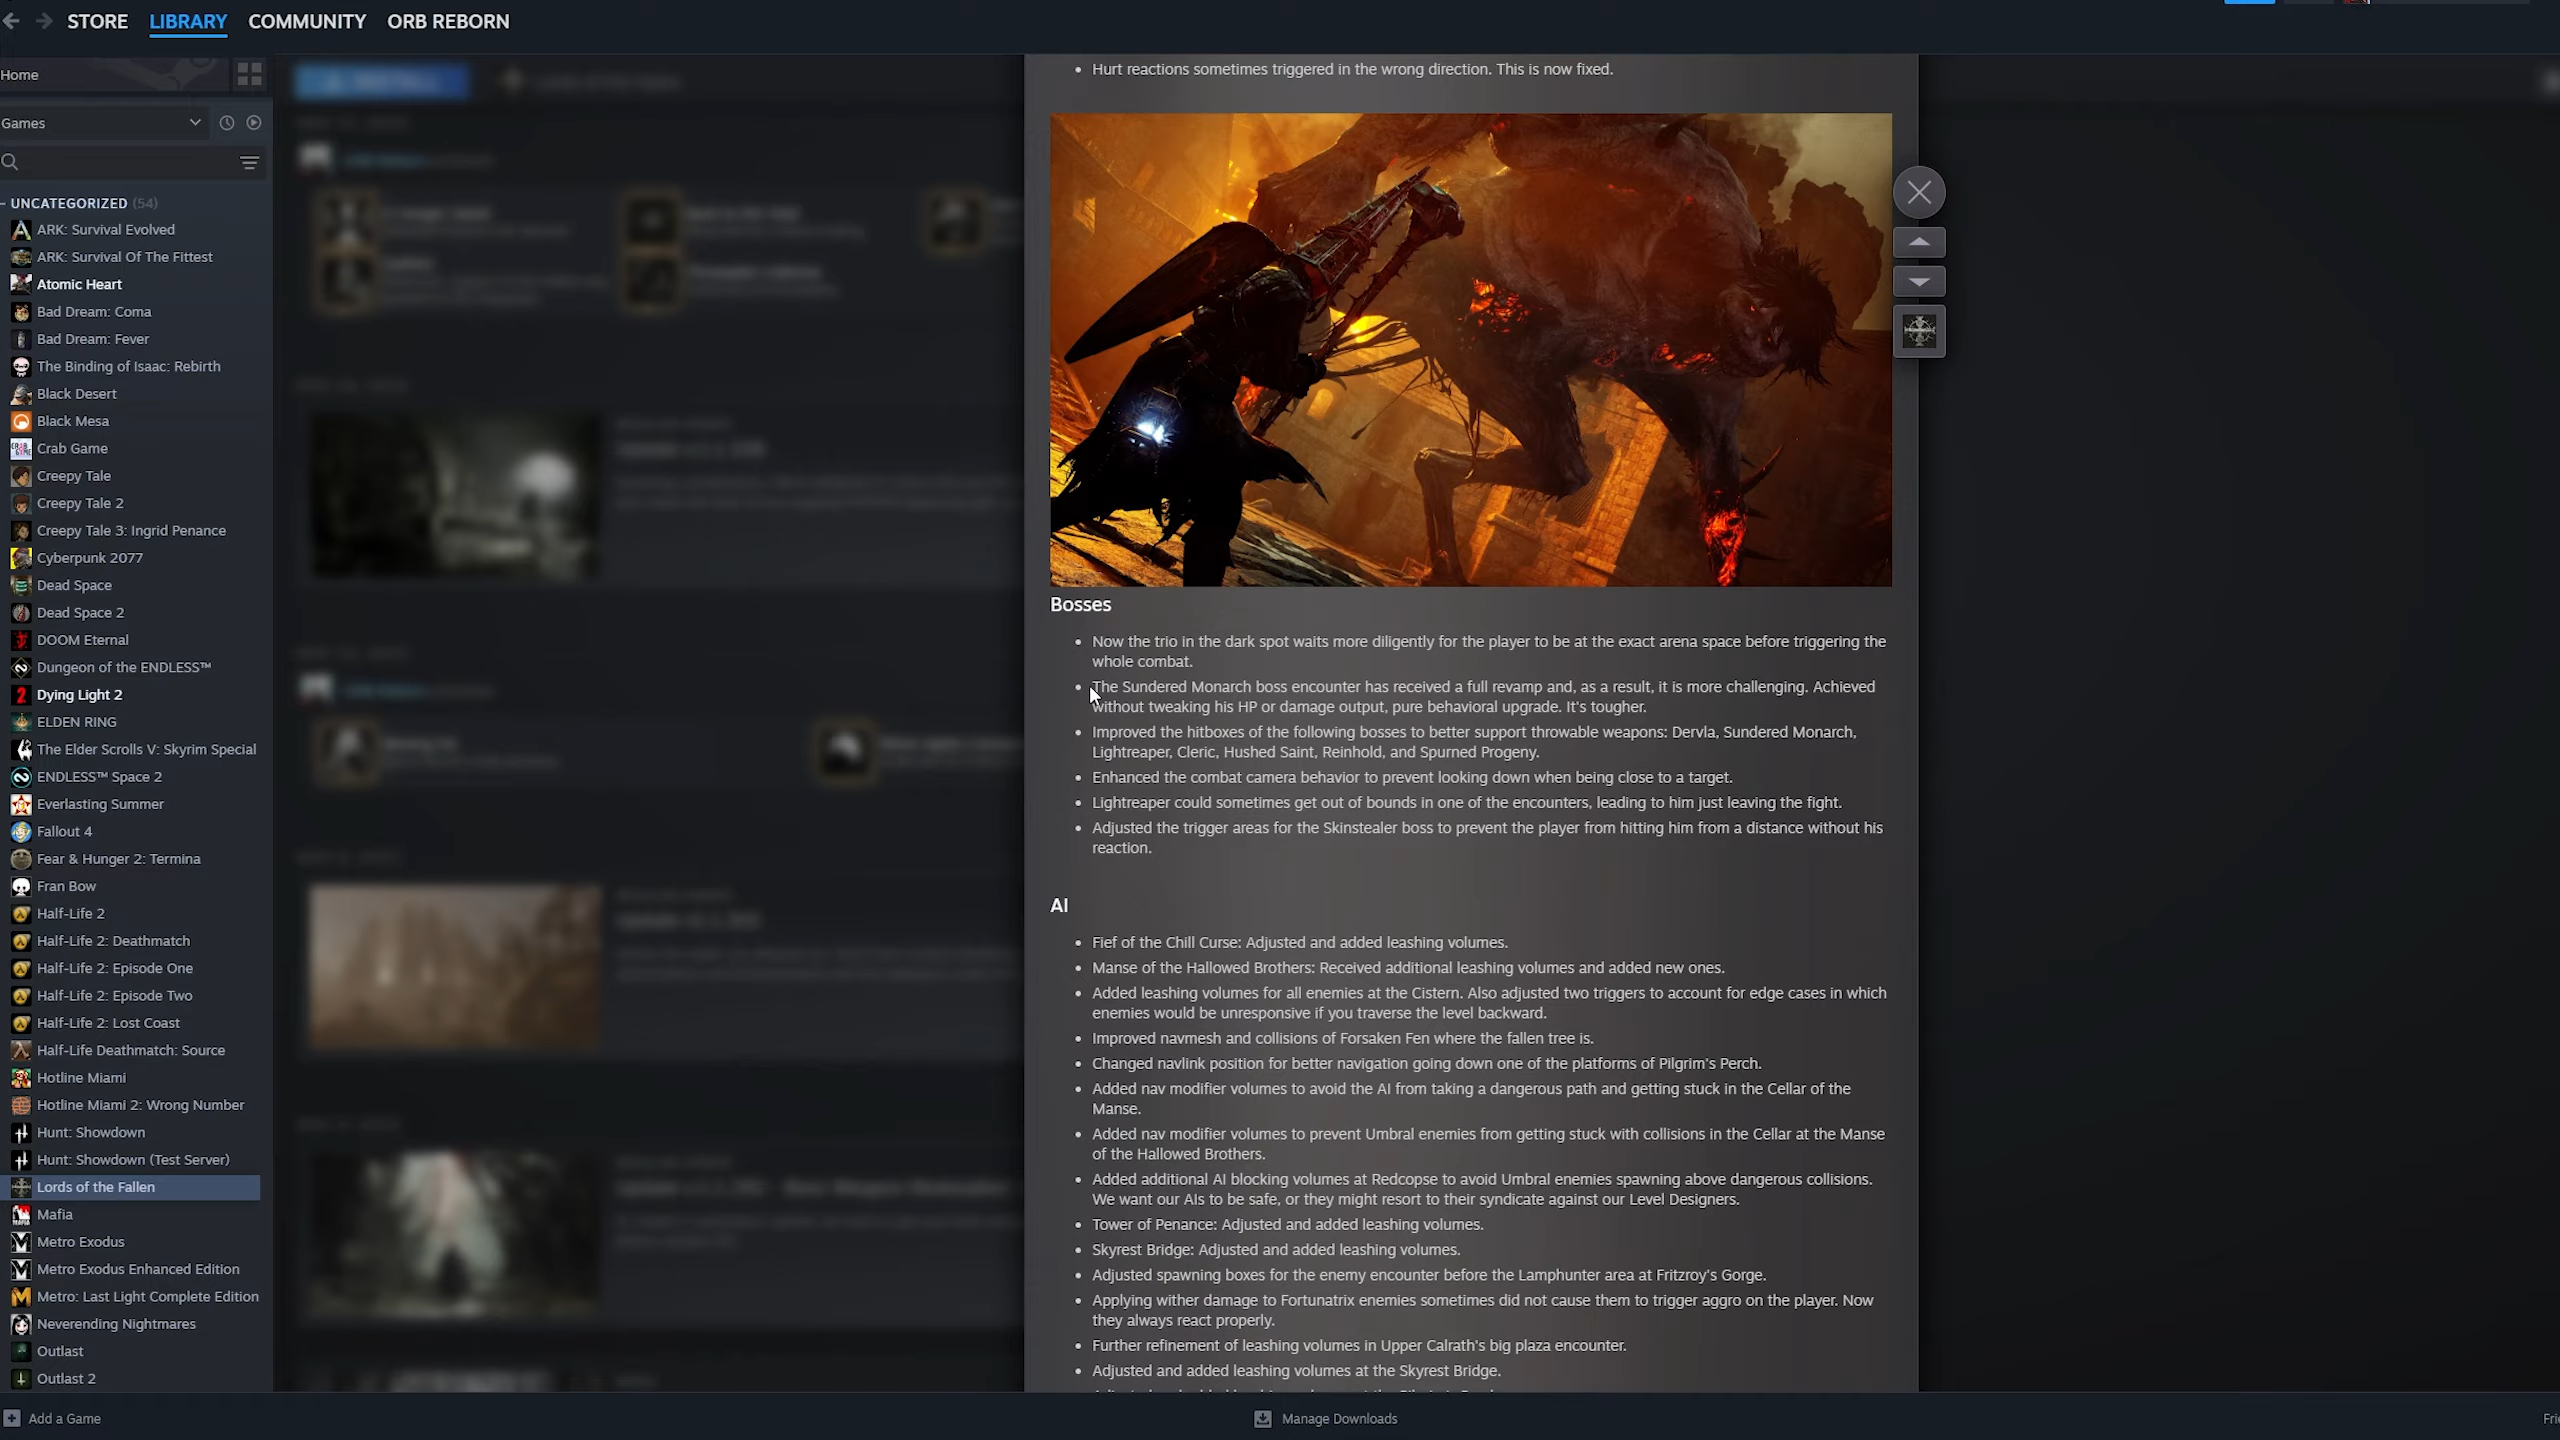 STORE
LIBRARY
COMMUNITY
ORB REBORN
Home
Games
UNCATEGORIZED (54)
ARK: Survival Evolved
ARK: Survival Of The Fittest
Atomic Heart
Bad Dream: Coma
Bad Dream: Fever
The Binding of Isaac: Rebirth
Black Desert
Black Mesa
Crab Game
Creepy Tale
Creepy Tale 2
Creepy Tale 3: Ingrid Penance
Cyberpunk 2077
Dead Space
Dead Space 2
DOOM Eternal
Dungeon of the ENDLESS™
Dying Light 2
ELDEN RING
The Elder Scrolls V: Skyrim Special
ENDLESS™ Space 2
Everlasting Summer
Fallout 4
Fear & Hunger 2: Termina
Fran Bow
Half-Life 2
Half-Life 2: Deathmatch
Half-Life 2: Episode One
Half-Life 2: Episode Two
Half-Life 2: Lost Coast
Half-Life Deathmatch: Source
Hotline Miami
Hotline Miami 2: Wrong Number
Hunt: Showdown
Hunt: Showdown (Test Server)
Lords of the Fallen
Mafia
Metro Exodus
Metro Exodus Enhanced Edition
Metro: Last Light Complete Edition
Neverending Nightmares
Outlast
Outlast 2
• Hurt reactions sometimes triggered in the wrong direction. This is now fixed.
Bosses
• Now the trio in the dark spot waits more diligently for the player to be at the exact arena space before triggering the
whole combat.
• The Sundered Monarch boss encounter has received a full revamp and, as a result, it is more challenging. Achieved
without tweaking his HP or damage output, pure behavioral upgrade. It's tougher.
• Improved the hitboxes of the following bosses to better support throwable weapons: Dervla, Sundered Monarch,
Lightreaper, Cleric, Hushed Saint, Reinhold, and Spurned Progeny.
• Enhanced the combat camera behavior to prevent looking down when being close to a target.
• Lightreaper could sometimes get out of bounds in one of the encounters, leading to him just leaving the fight.
• Adjusted the trigger areas for the Skinstealer boss to prevent the player from hitting him from a distance without his
reaction.
AI
• Fief of the Chill Curse: Adjusted and added leashing volumes.
• Manse of the Hallowed Brothers: Received additional leashing volumes and added new ones.
• Added leashing volumes for all enemies at the Cistern. Also adjusted two triggers to account for edge cases in which
enemies would be unresponsive if you traverse the level backward.
• Improved navmesh and collisions of Forsaken Fen where the fallen tree is.
• Changed navlink position for better navigation going down one of the platforms of Pilgrim's Perch.
• Added nav modifier volumes to avoid the AI from taking a dangerous path and getting stuck in the Cellar of the
Manse.
• Added nav modifier volumes to prevent Umbral enemies from getting stuck with collisions in the Cellar at the Manse
of the Hallowed Brothers.
• Added additional AI blocking volumes at Redcopse to avoid Umbral enemies spawning above dangerous collisions.
We want our AIs to be safe, or they might resort to their syndicate against our Level Designers.
• Tower of Penance: Adjusted and added leashing volumes.
• Skyrest Bridge: Adjusted and added leashing volumes.
• Adjusted spawning boxes for the enemy encounter before the Lamphunter area at Fritzroy's Gorge.
• Applying wither damage to Fortunatrix enemies sometimes did not cause them to trigger aggro on the player. Now
they always react properly.
• Further refinement of leashing volumes in Upper Calrath's big plaza encounter.
• Adjusted and added leashing volumes at the Skyrest Bridge.
Add a Game
Manage Downloads
Frie